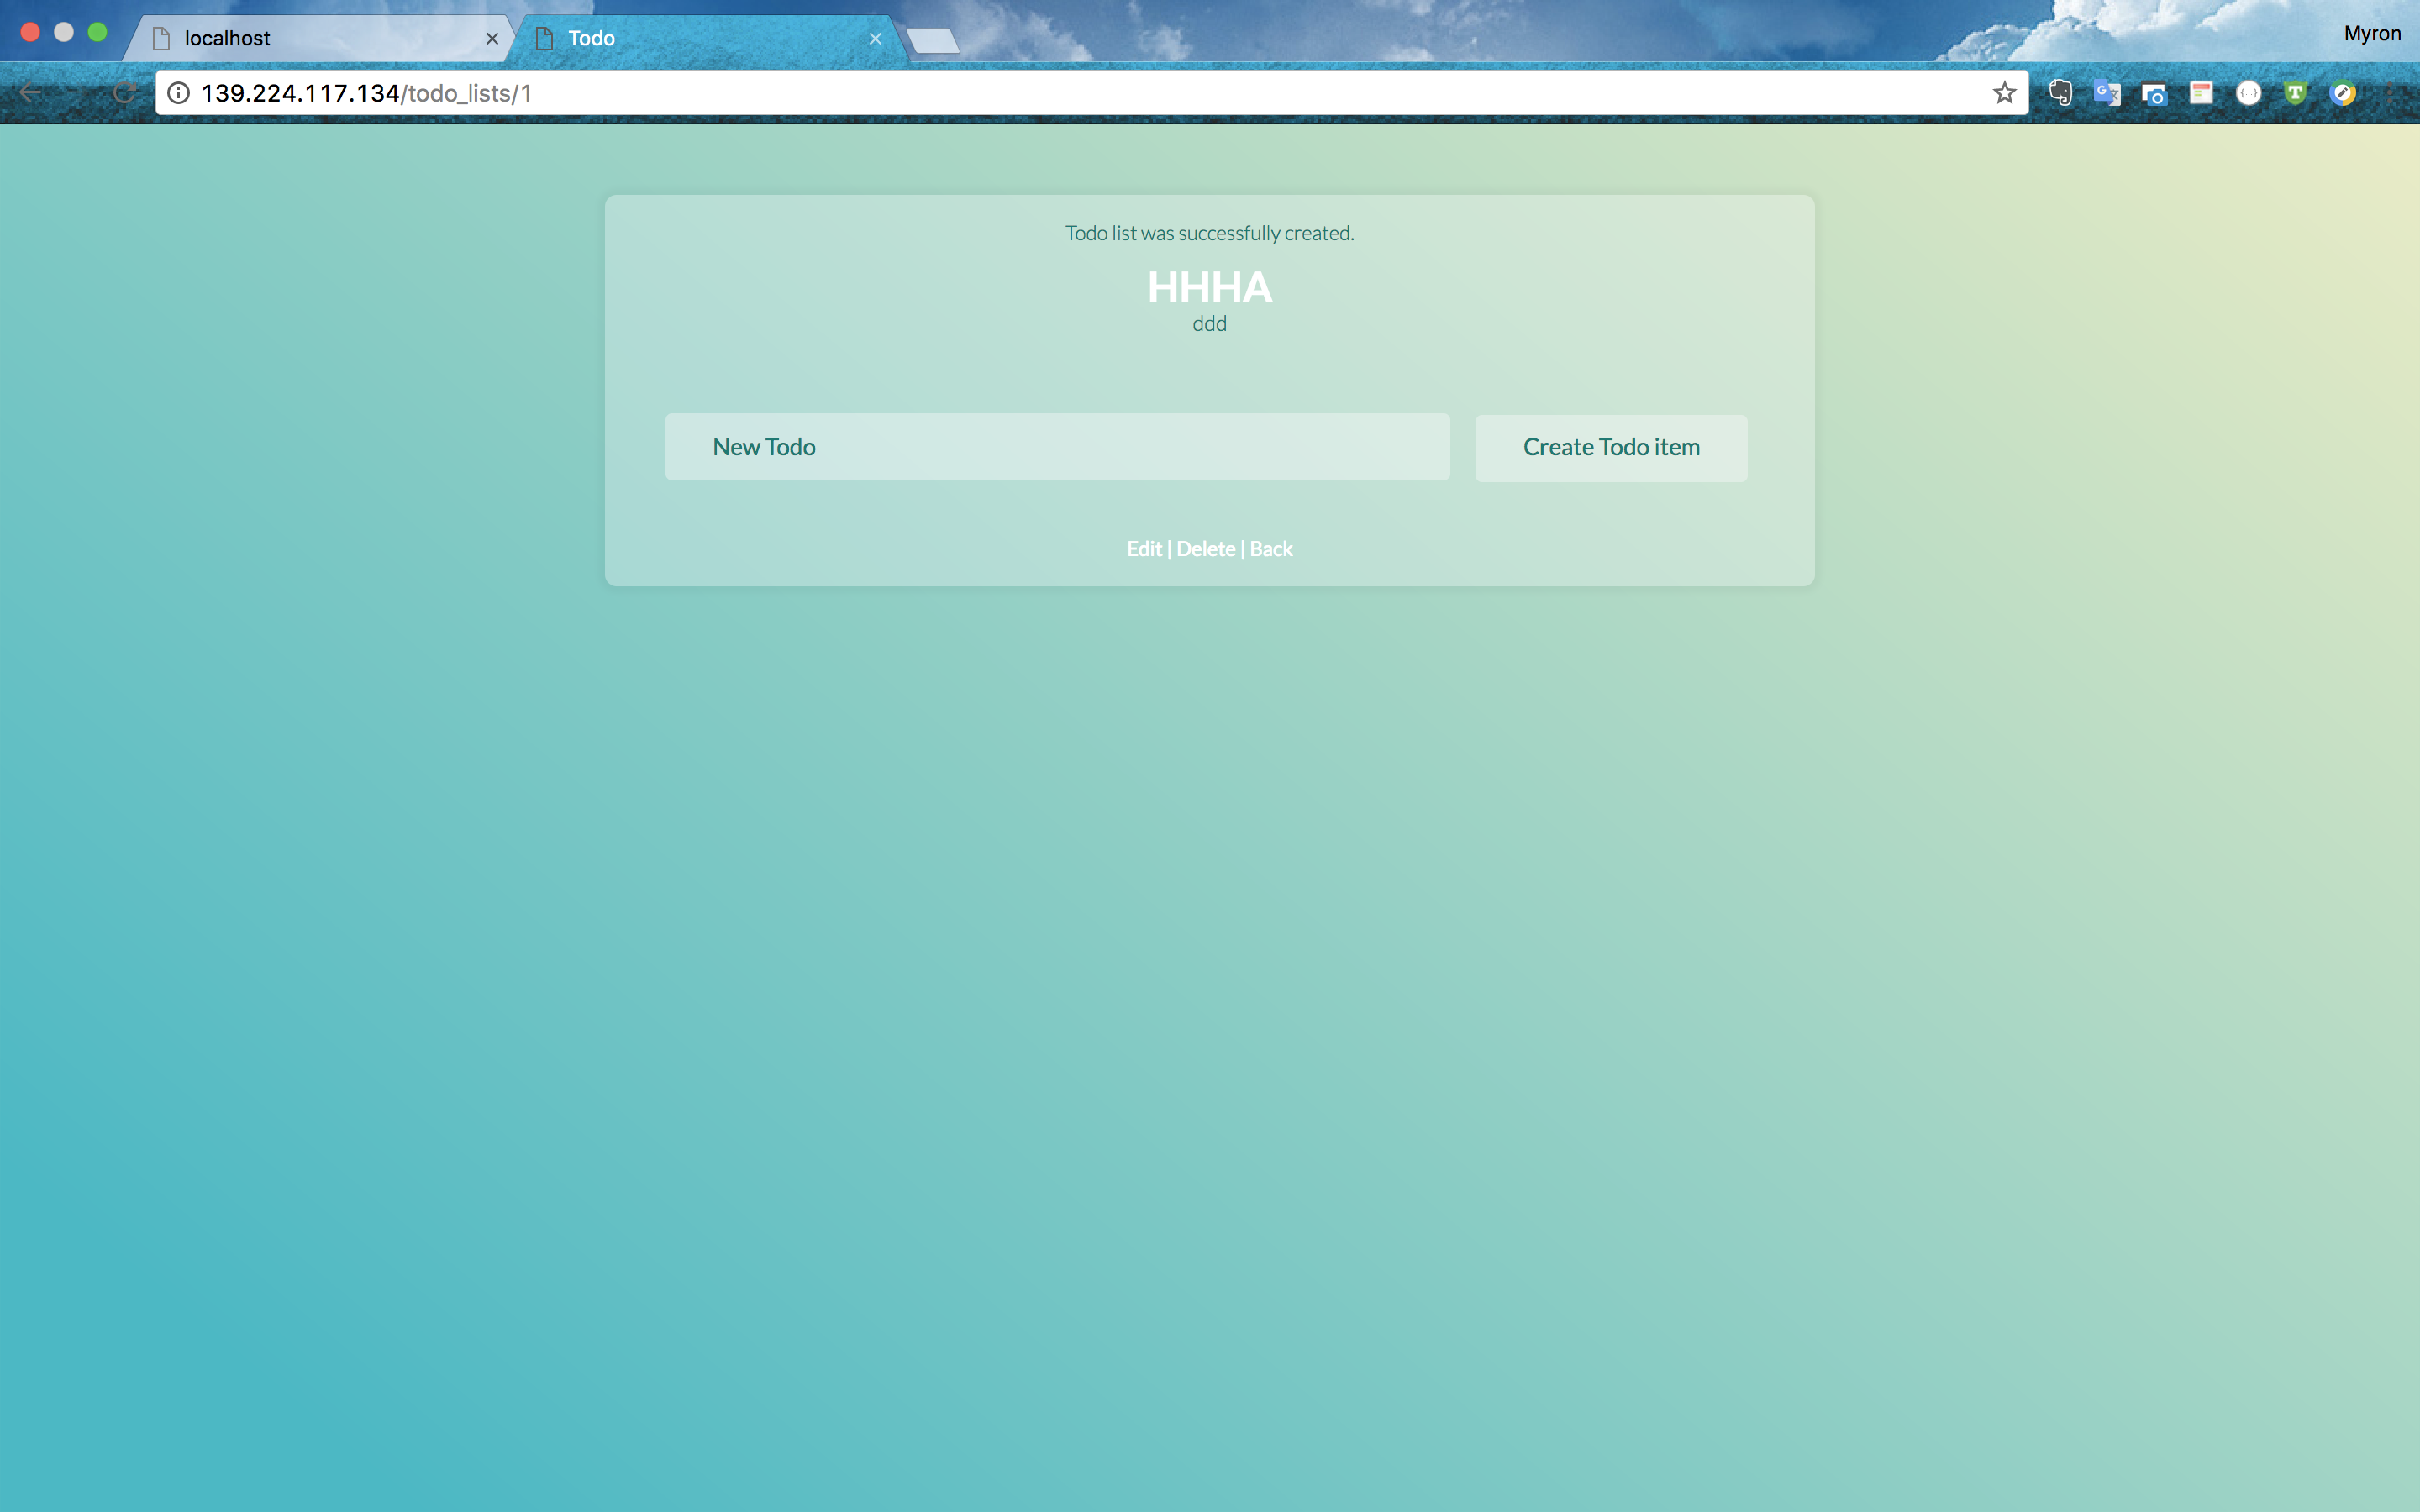 localhost
Todo
Myron
139.224.117.134/todo_lists/1
Todo list was successfully created.
HHHA
ddd
New Todo
Create Todo item
Edit | Delete | Back